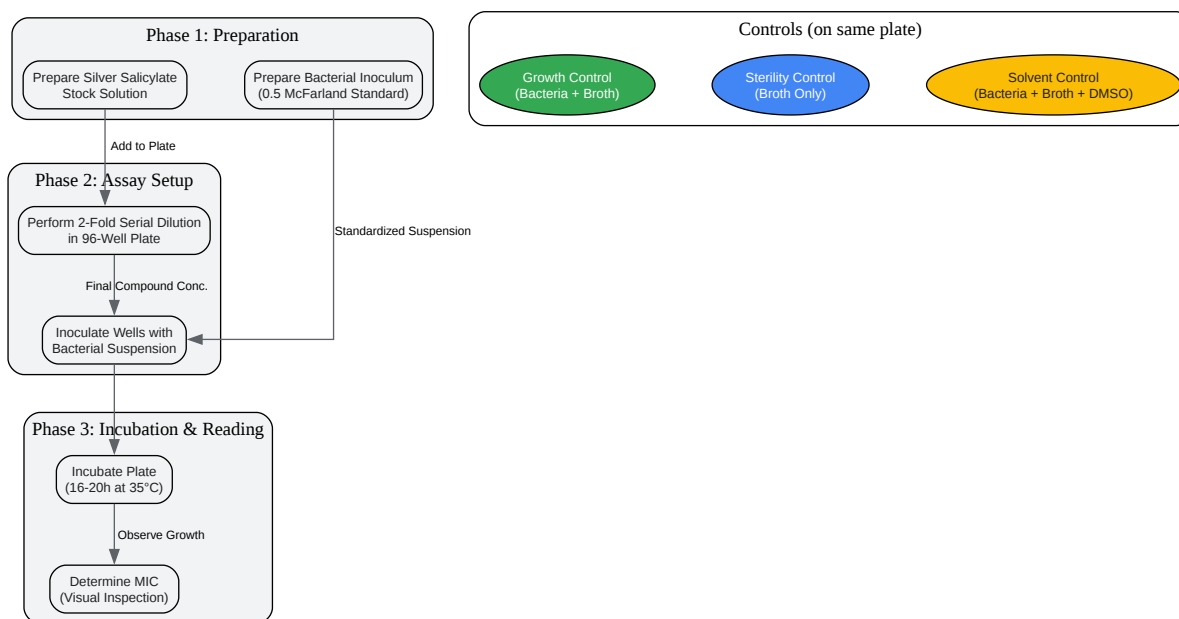 Phase 1: Preparation
Prepare Silver Salicylate
Stock Solution
Prepare Bacterial Inoculum
(0.5 McFarland Standard)
Controls (on same plate)
Growth Control
(Bacteria + Broth)
Sterility Control
(Broth Only)
Solvent Control
(Bacteria + Broth + DMSO)
Add to Plate
Phase 2: Assay Setup
Perform 2-Fold Serial Dilution
in 96-Well Plate
Standardized Suspension
Final Compound Conc.
Inoculate Wells with
Bacterial Suspension
Phase 3: Incubation & Reading
Incubate Plate
(16-20h at 35°C)
Observe Growth
Determine MIC
(Visual Inspection)